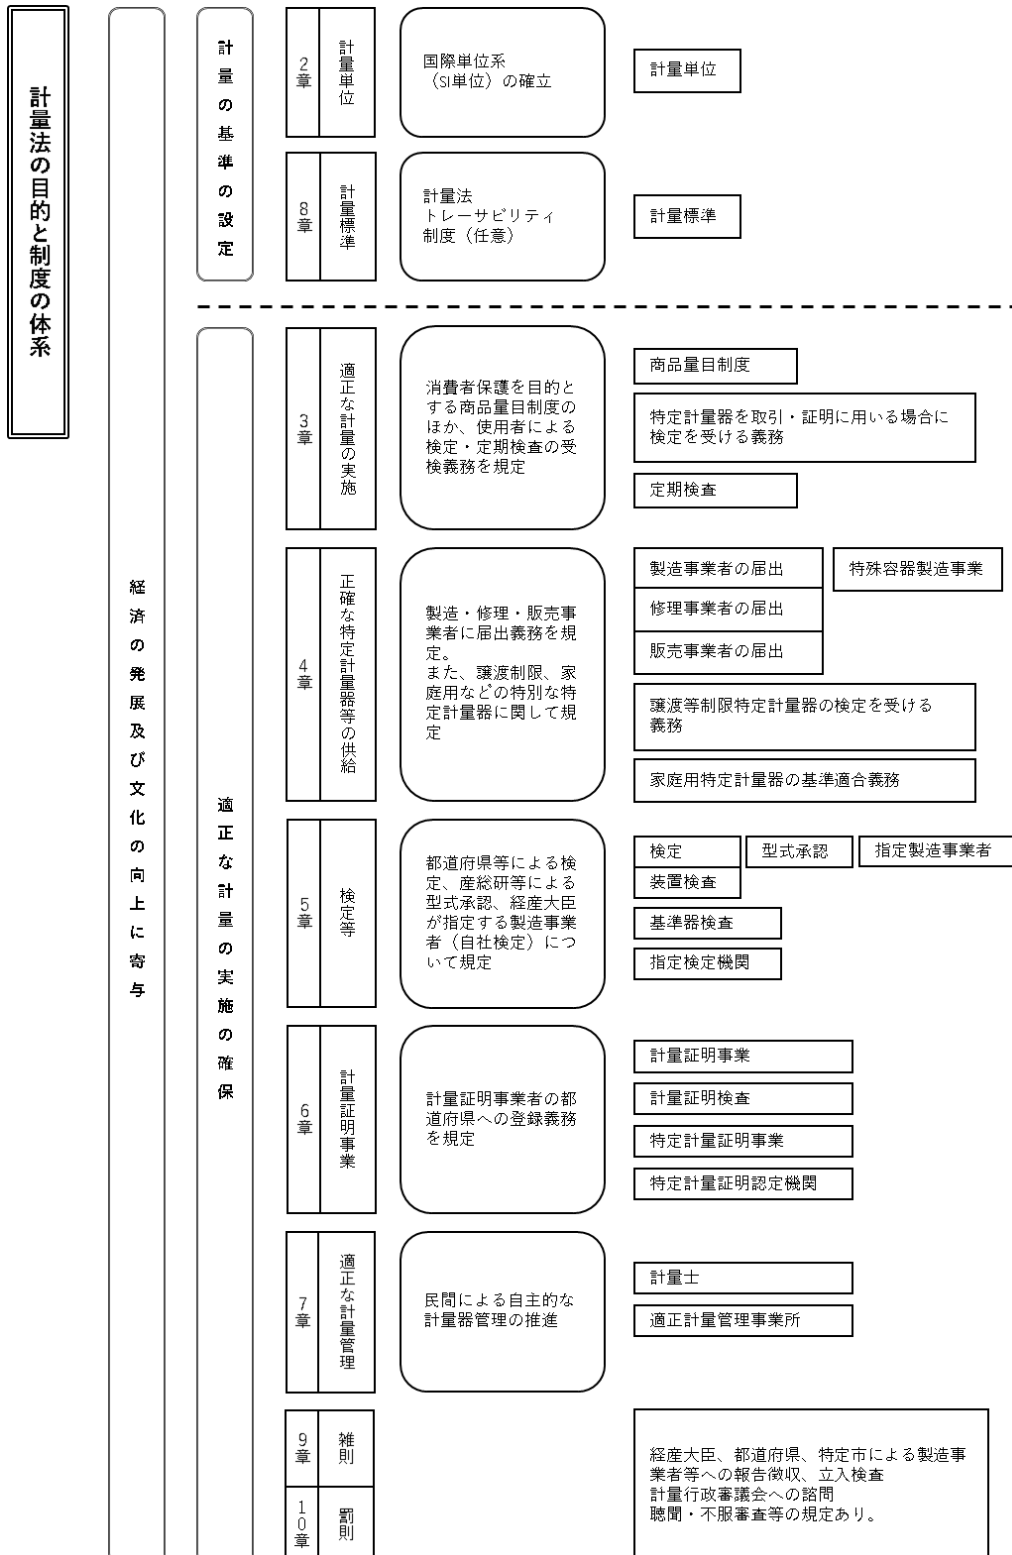 計量法の目的と制度の体系
経済の発展及び文化の向上に寄与
計量の基準の設定
2章
計量単位
国際単位系
（SI単位）の確立
計量単位
8章
計量標準
計量法
トレーサビリティ
制度（任意）
計量標準
適正な計量の実施の確保
3章
適正な計量の実施
消費者保護を目的と
する商品量目制度の
ほか、使用者による
検定・定期検査の受
検義務を規定
商品量目制度
特定計量器を取引・証明に用いる場合に
検定を受ける義務
定期検査
4章
正確な特定計量器等の供給
製造・修理・販売事
業者に届出義務を規
定。
また、譲渡制限、家
庭用などの特別な特
定計量器に関して規
定
製造事業者の届出
特殊容器製造事業
修理事業者の届出
販売事業者の届出
譲渡等制限特定計量器の検定を受ける
義務
家庭用特定計量器の基準適合義務
5章
検定等
都道府県等による検
定、産総研等による
型式承認、経産大臣
が指定する製造事業
者（自社検定）につ
いて規定
検定
型式承認
指定製造事業者
装置検査
基準器検査
指定検定機関
6章
計量証明事業
計量証明事業者の都
道府県への登録義務
を規定
計量証明事業
計量証明検査
特定計量証明事業
特定計量証明認定機関
7章
適正な計量管理
民間による自主的な
計量器管理の推進
計量士
適正計量管理事業所
9章
雑則
10章
罰則
経産大臣、都道府県、特定市による製造事
業者等への報告徴収、立入検査
計量行政審議会への諮問
聴聞・不服審査等の規定あり。